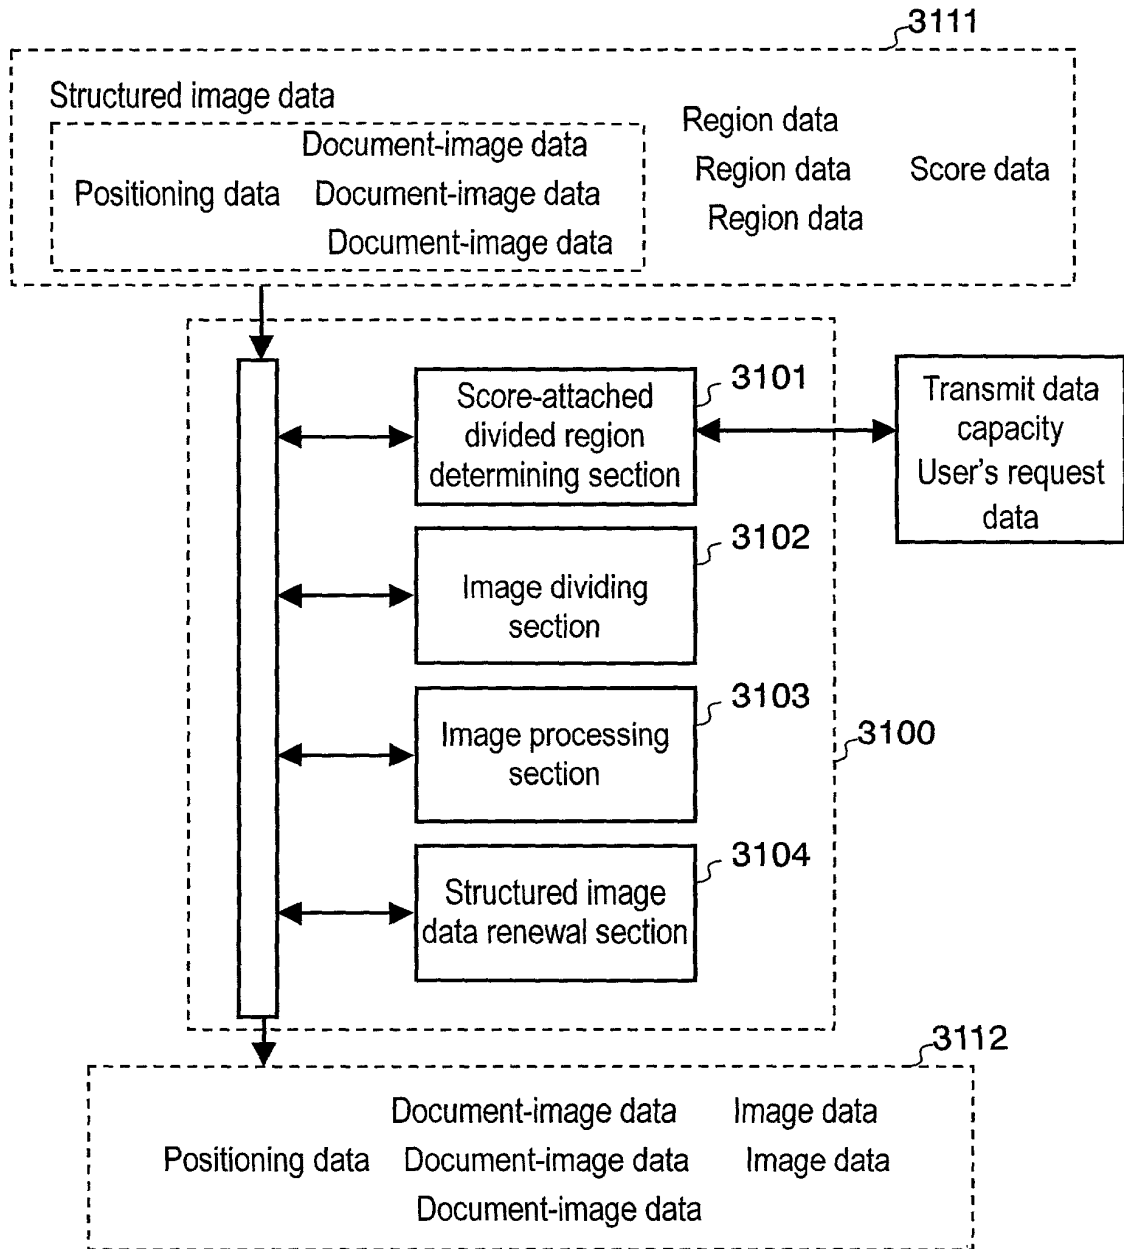 3111
Structured image data
Document-image data
Positioning data Document-image data
Document-image data
Region data
Region data Score data
Region data
3101
Score-attached
divided region
determining section
Transmit data
capacity
User's request
data
3102
Image dividing
section
3103
Image processing
section
3100
3104
Structured image
data renewal section
3112
Document-image data Image data
Positioning data Document-image data Image data
Document-image data